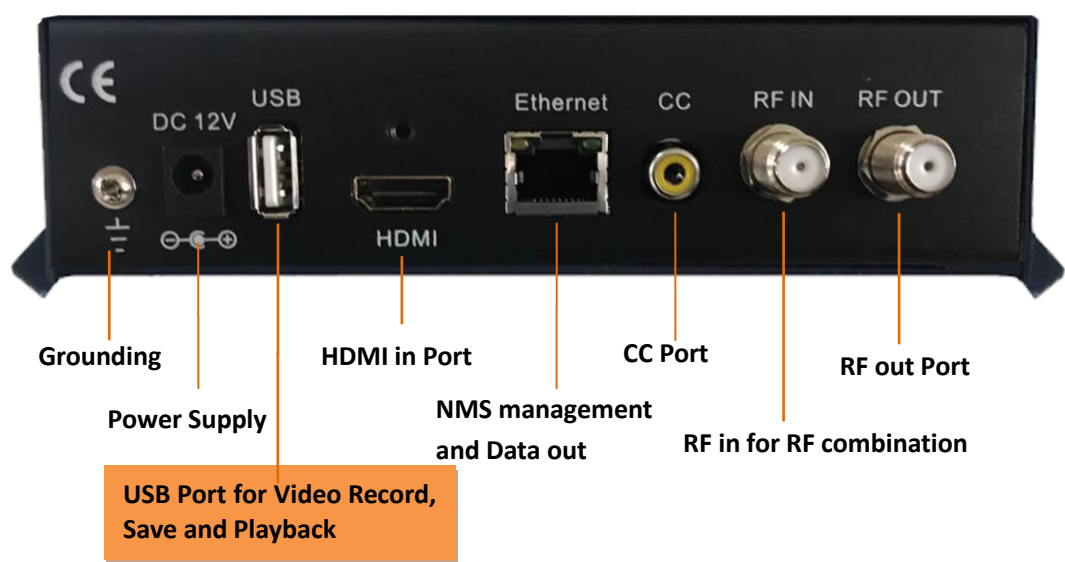 CE
USB
Ethernet
CC
RF IN
RF OUT
DC 12V
HDMI
Grounding
HDMI in Port
CC Port
RF out Port
Power Supply
NMS management
and Data out
RF in for RF combination
USB Port for Video Record,
Save and Playback